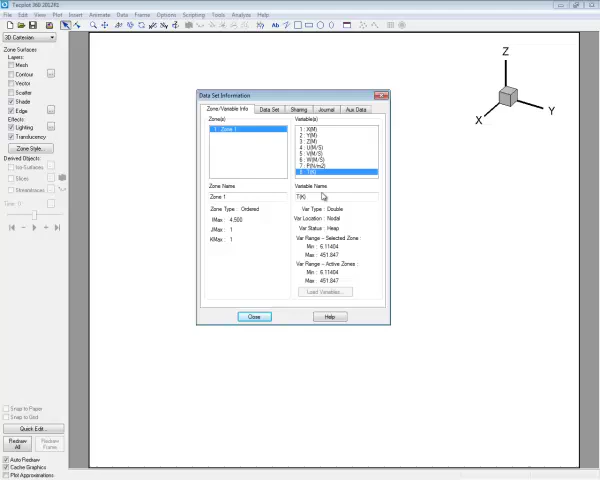 Tecplot 360 2012R1
File Edit View Plot Insert Animate Data Frame Options Scripting Tools Analyze Help
3D Cartesian
Zone Surfaces
Layers:
Mesh
Contour
Vector
Scatter
Shade
Edge
Effects:
Lighting
Translucency
Zone Style...
Derived Objects:
Iso-Surfaces
Slices
Streamtraces
Time: 0
Snap to Paper
Snap to Grid
Quick Edit...
Redraw All
Redraw Frame
Auto Redraw
Cache Graphics
Plot Approximations
Z
X
Y
Data Set Information
Zone/Variable Info Data Set Sharing Journal Aux Data
Zone(s)
1 : Zone 1
Variable(s)
1 : X(M)
2 : Y(M)
3 : Z(M)
4 : U(M/S)
5 : V(M/S)
6 : W(M/S)
7 : P(N/m2)
8 : T(K)
Zone Name
Zone 1
Zone Type : Ordered
IMax : 4,500
JMax : 1
KMax : 1
Variable Name
T(K)
Var Type : Double
Var Location : Nodal
Var Status : Heap
Var Range – Selected Zone :
Min : 6.11404
Max : 451.847
Var Range – Active Zones :
Min : 6.11404
Max : 451.847
Load Variables...
Close
Help